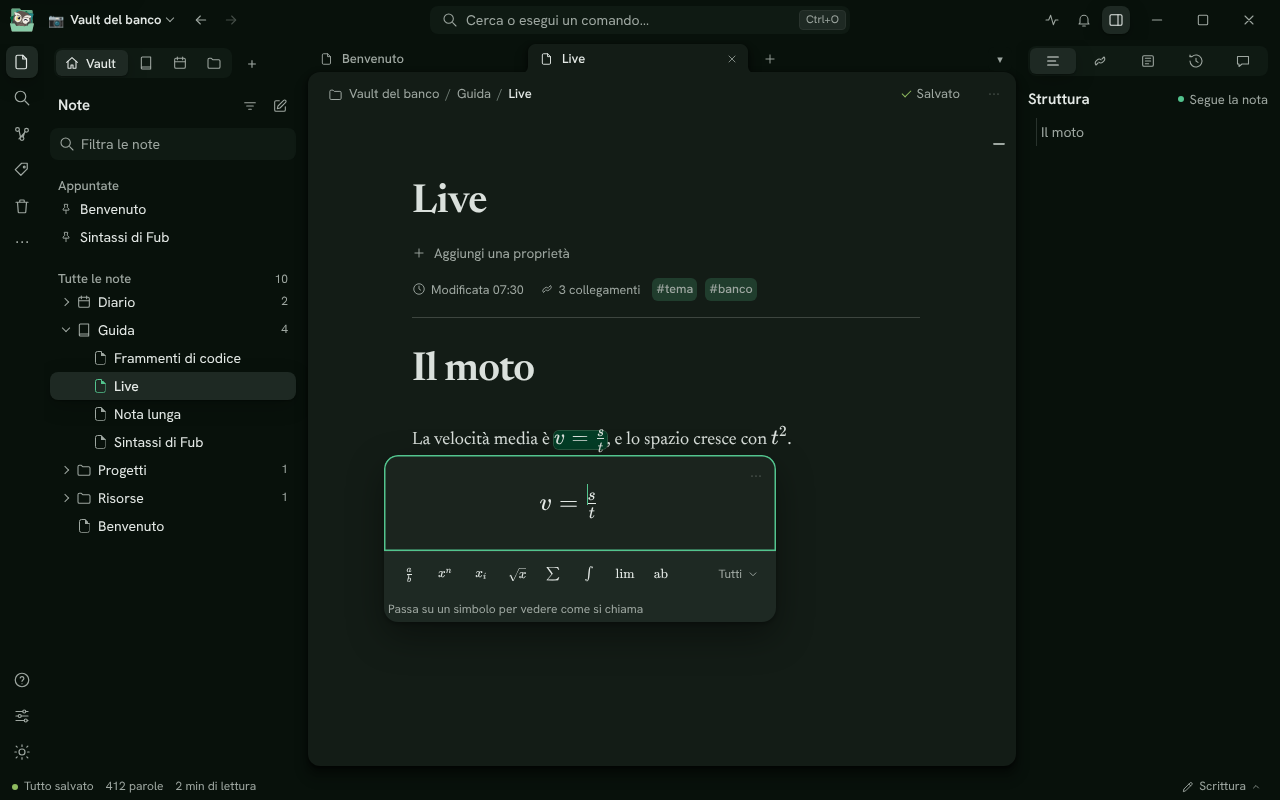 Vault del banco
Cerca o esegui un comando...
Ctrl+O
Vault
Benvenuto
Live
Note
Filtra le note
Appuntate
Benvenuto
Sintassi di Fub
Tutte le note 10
Diario 2
Guida 4
Frammenti di codice
Live
Nota lunga
Sintassi di Fub
Progetti 1
Risorse 1
Benvenuto
Vault del banco / Guida / Live
Salvato
Live
Aggiungi una proprietà
Modificata 07:30
3 collegamenti
#tema
#banco
Il moto
La velocità media è v = s/t, e lo spazio cresce con t².
v = s/t
a/b xⁿ xᵢ √x ∑ ∫ lim ab
Tutti
Passa su un simbolo per vedere come si chiama
Struttura
Segue la nota
Il moto
Tutto salvato
412 parole
2 min di lettura
Scrittura